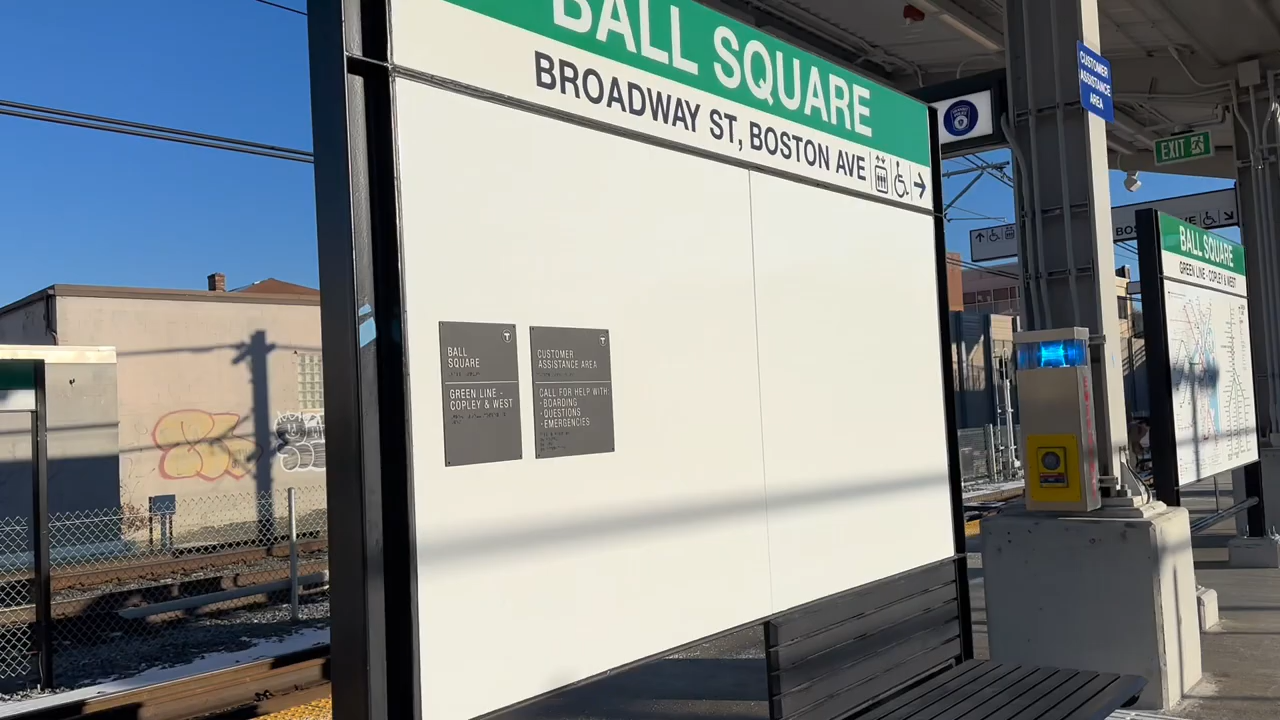 BALL SQUARE
BROADWAY ST, BOSTON AVE
BALL
SQUARE
GREEN LINE -
COPLEY & WEST
CUSTOMER
ASSISTANCE AREA
CALL FOR HELP WITH:
·BOARDING
·QUESTIONS
·EMERGENCIES
CUSTOMER
ASSISTANCE
AREA
EXIT
BALL SQUARE
GREEN LINE - COPLEY & WEST